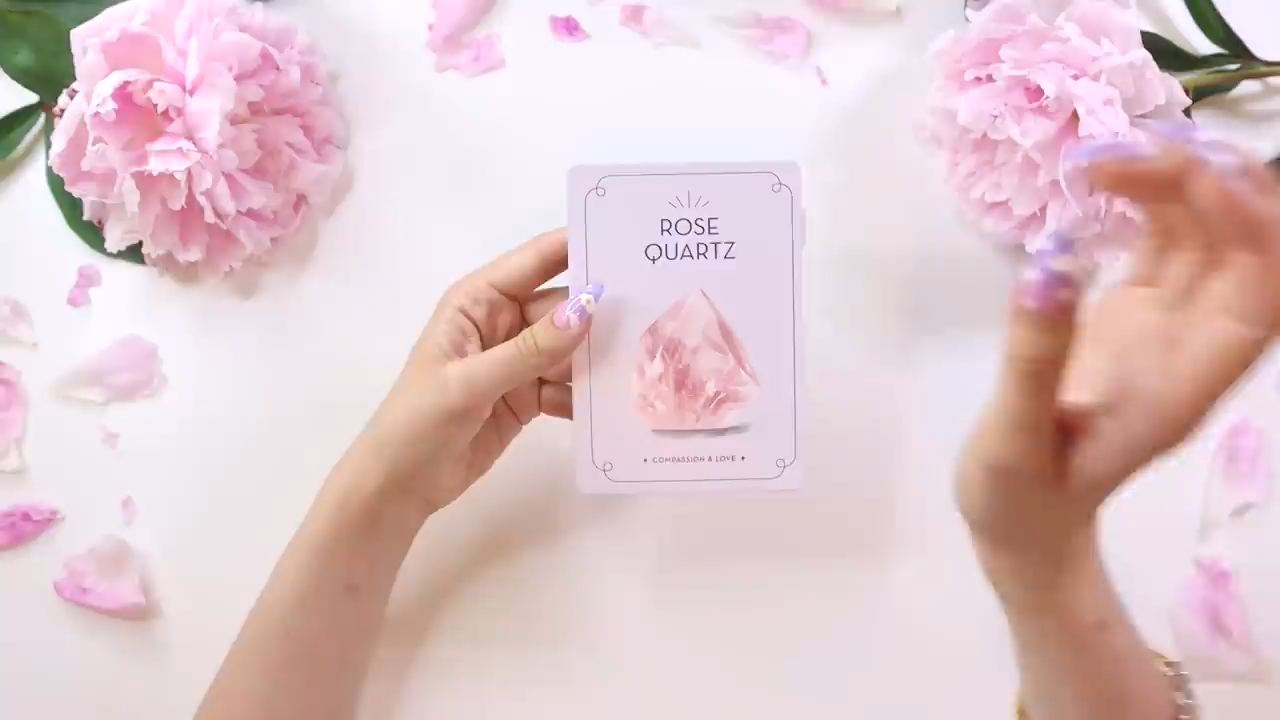 ROSE
QUARTZ
✦ COMPASSION & LOVE ✦